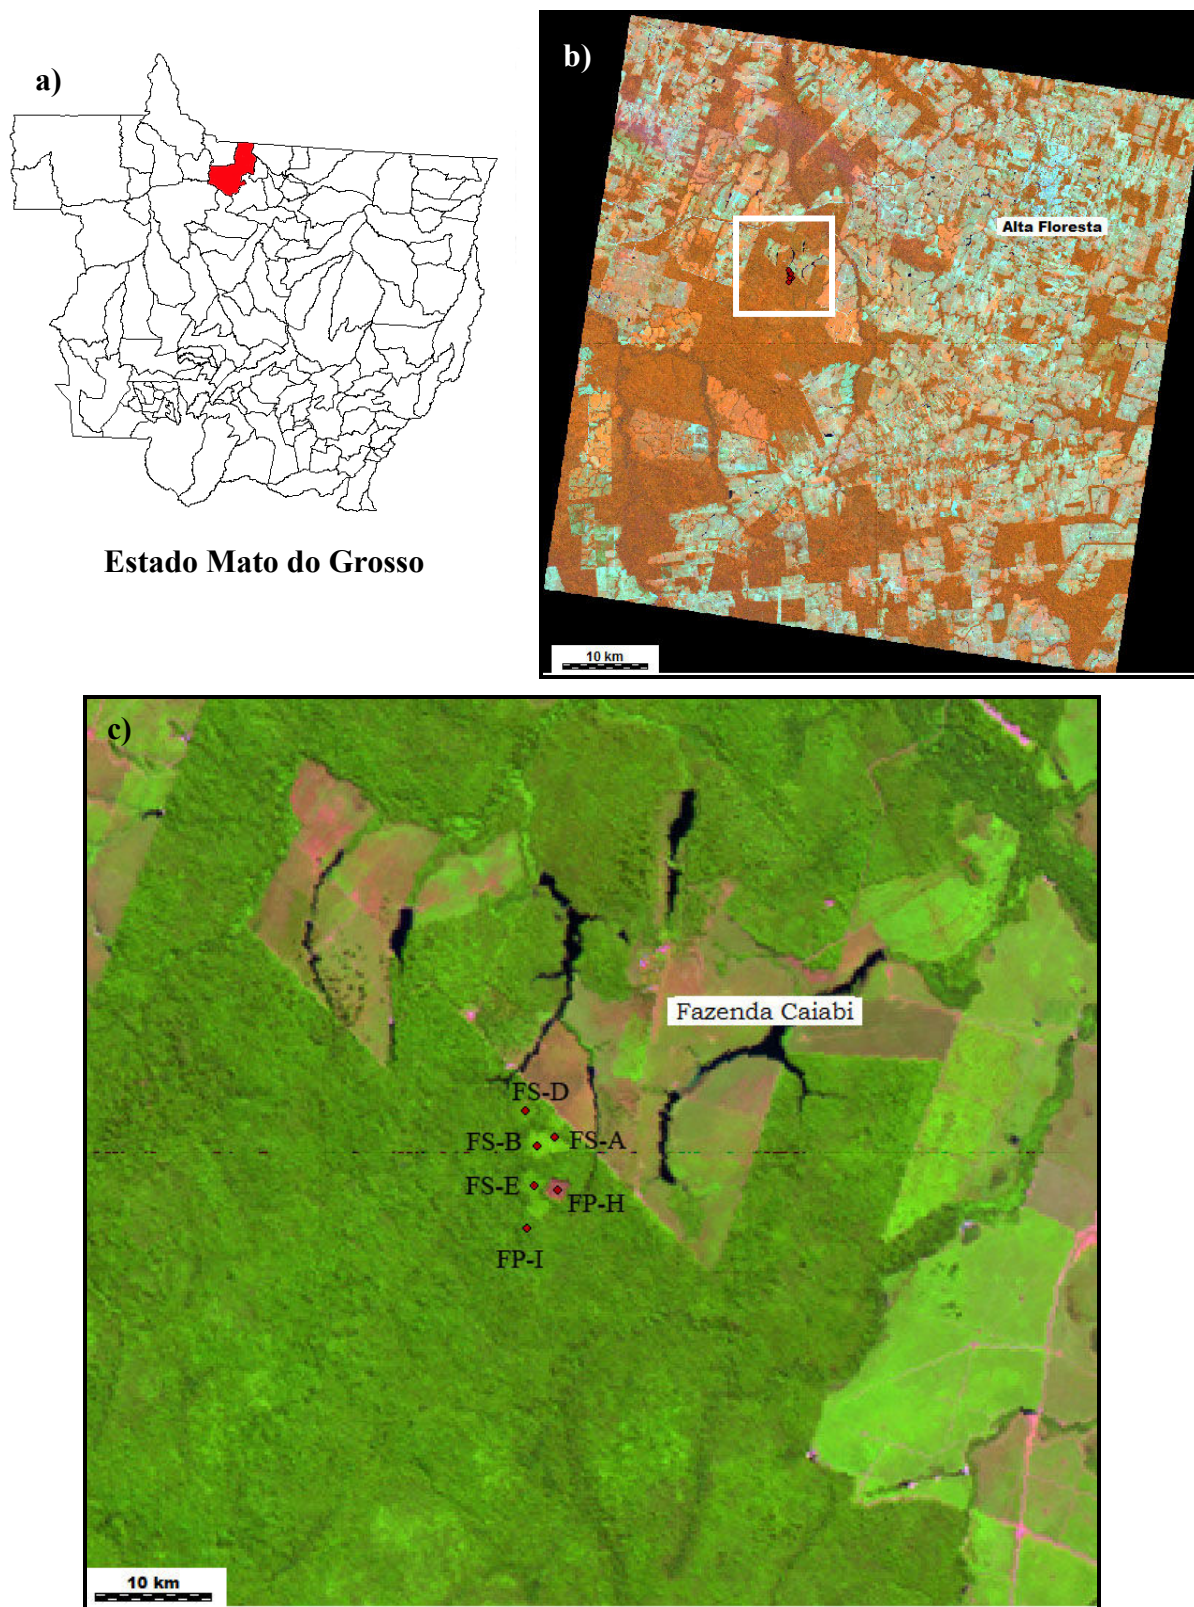 a)
Estado Mato do Grosso
b)
Alta Floresta
10 km
c)
Fazenda Caiabi
FS-D
FS-B
FS-A
FS-E
FP-H
FP-I
10 km